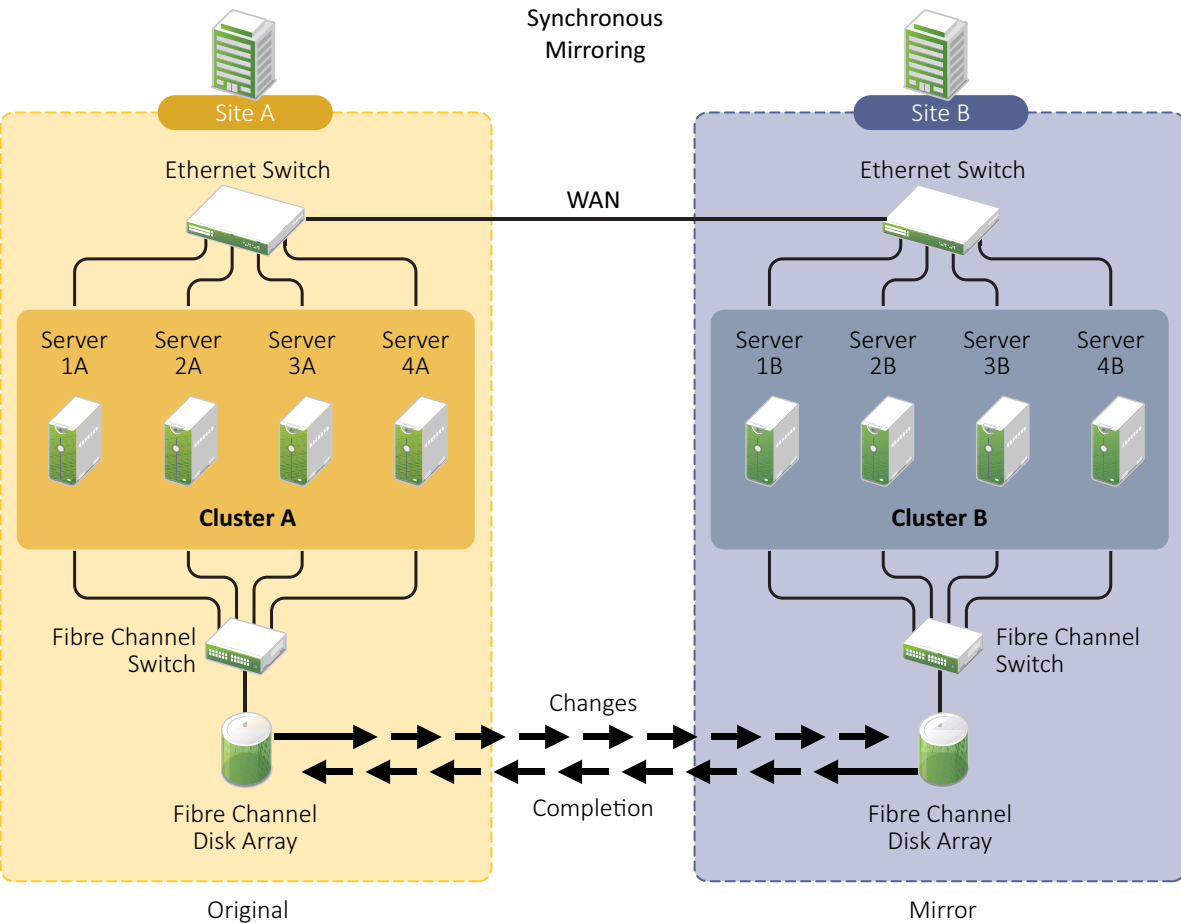 Synchronous
Mirroring
Site A
Site B
Ethernet Switch
Ethernet Switch
WAN
Server
1A
Server
2A
Server
3A
Server
4A
Cluster A
Server
1B
Server
2B
Server
3B
Server
4B
Cluster B
Fibre Channel
Switch
Fibre Channel
Switch
Changes
Completion
Fibre Channel
Disk Array
Fibre Channel
Disk Array
Original
Mirror